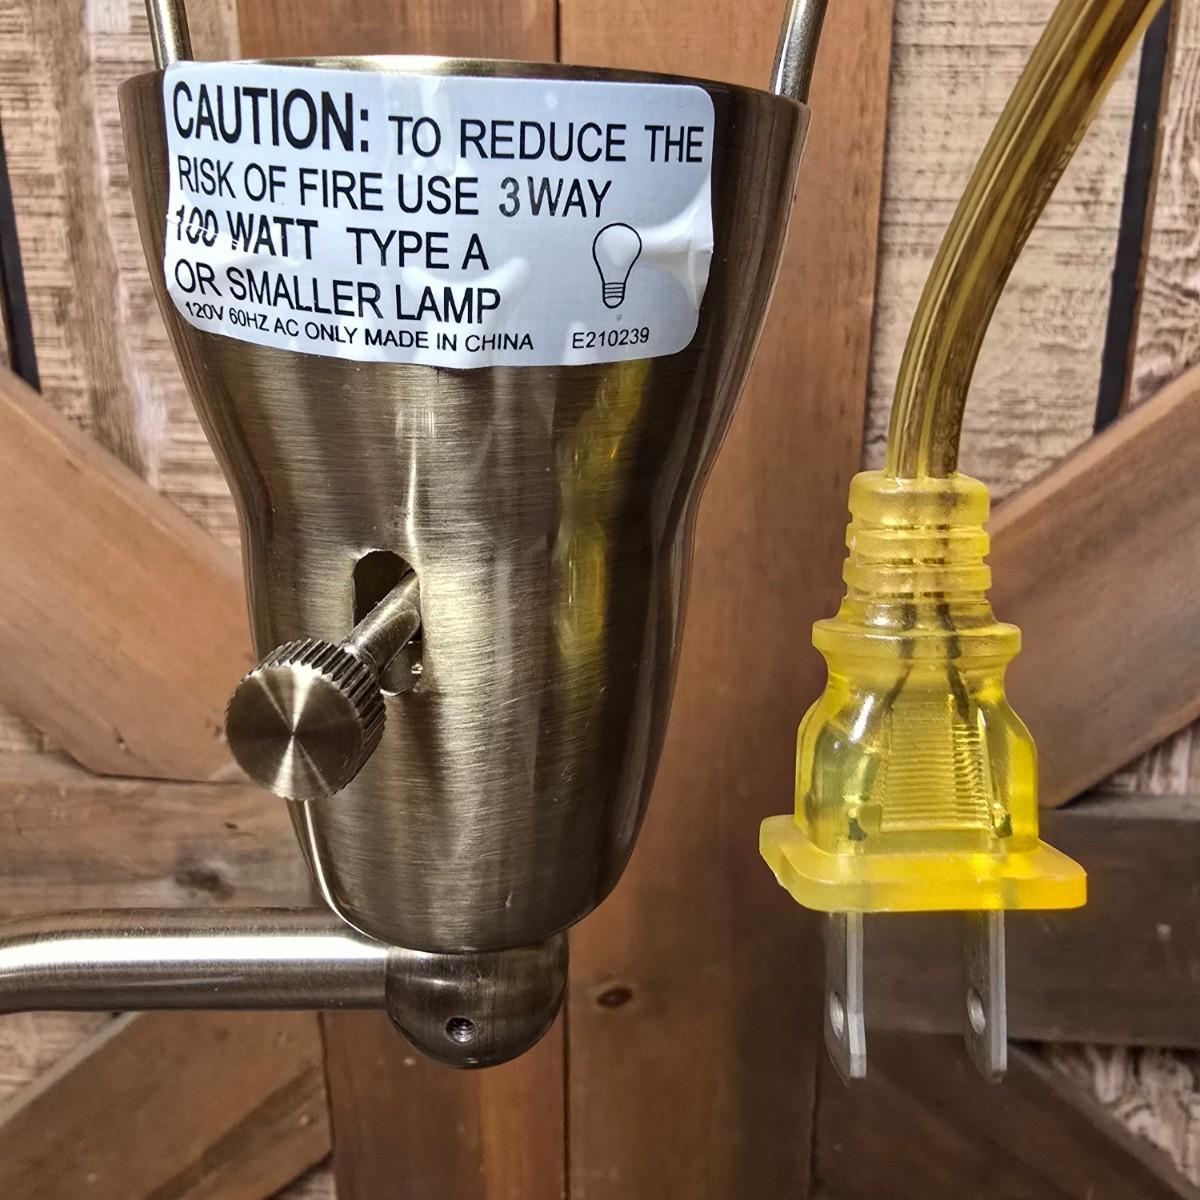 CAUTION: TO REDUCE THE
RISK OF FIRE USE 3WAY
100 WATT TYPE A
OR SMALLER LAMP
120V 60HZ AC ONLY MADE IN CHINA E210239